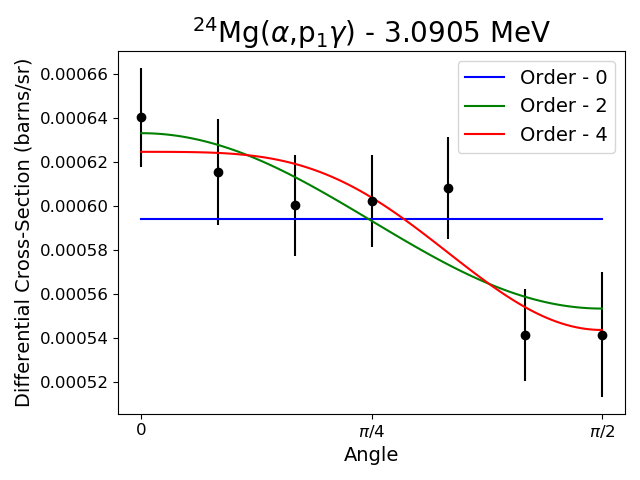 ²⁴Mg(α,p₁γ) - 3.0905 MeV
Differential Cross-Section (barns/sr)
0.00066
0.00064
0.00062
0.00060
0.00058
0.00056
0.00054
0.00052
Order - 0
Order - 2
Order - 4
0
π/4
π/2
Angle